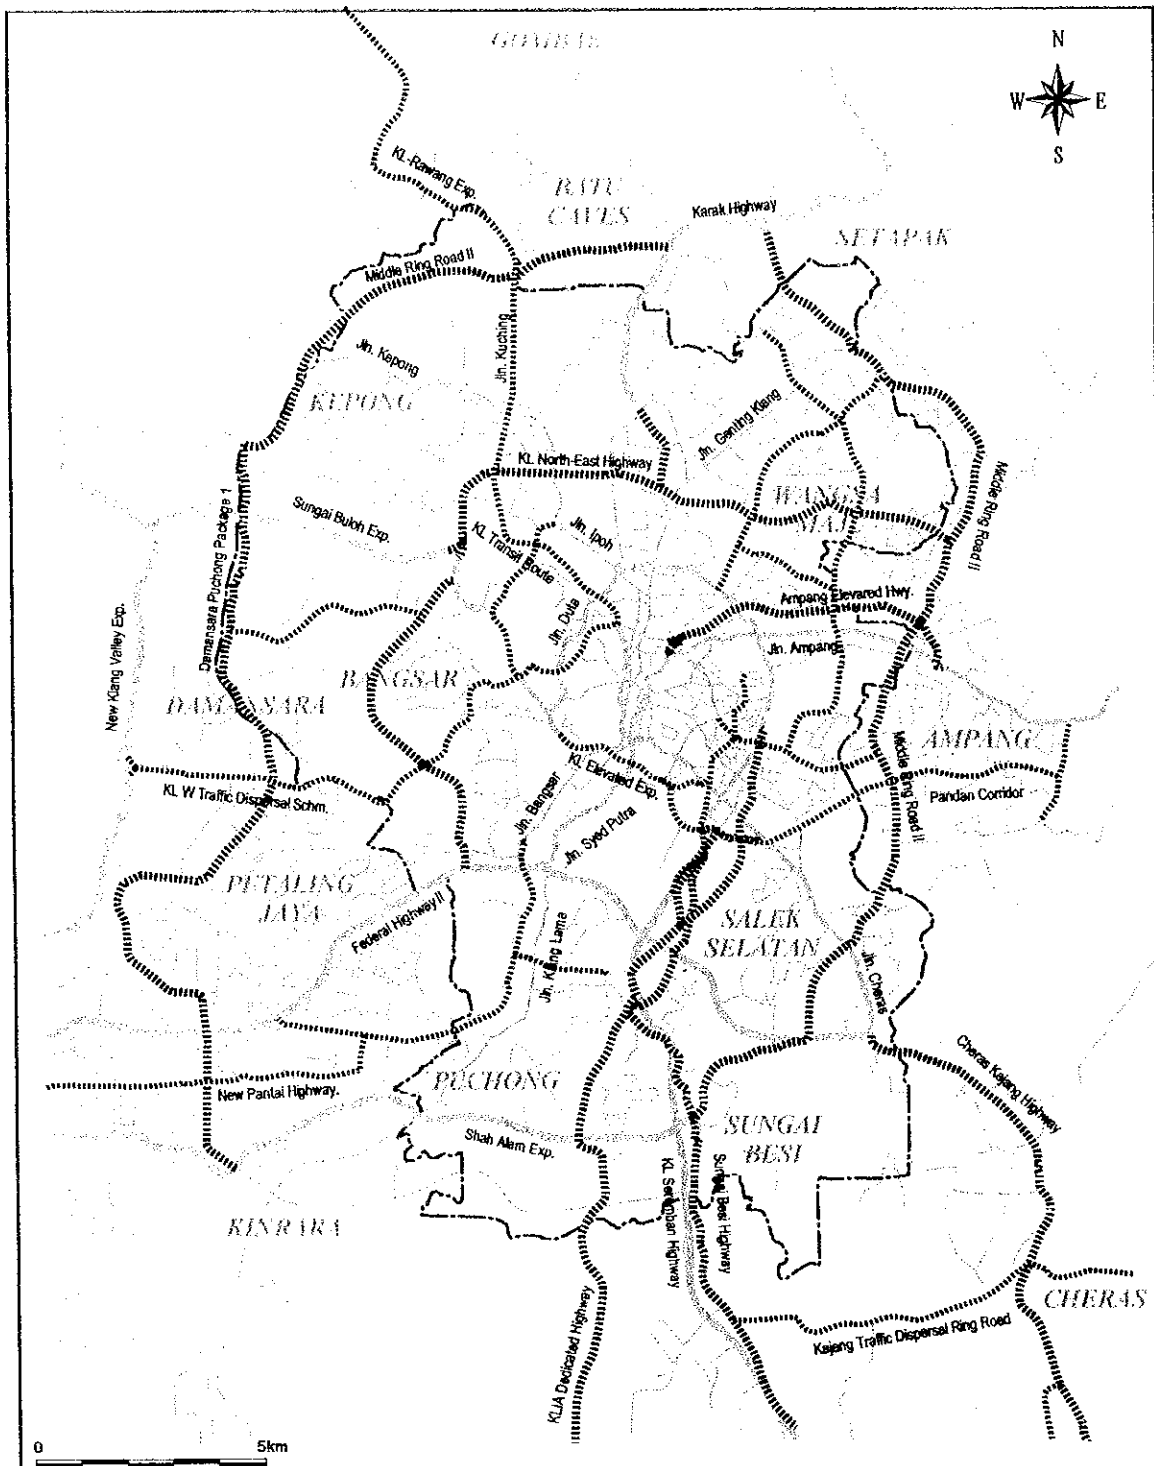 GOMBAK
N
W E
S
KL-Rawang Exp.
BATU
CAVES
Karak Highway
SETAPAK
Middle Ring Road II
Jln. Kuching
Jln. Kepong
KEPONG
Jln. Genting Klang
KL North-East Highway
Middle Ring Road II
WANGSA
MAJU
Sungai Buloh Exp.
Jln. Ipoh
KL Transit Route
Damansara Puchong Package 1
Ampang Elevared Hwy.
Jln. Duta
New Klang Valley Exp.
Jln. Ampang
BANGSAR
DAMANSARA
AMPANG
Middle Ring Road II
KL Elevated Exp.
KL W Traffic Dispersal Schm.
Pandan Corridor
Jln. Bangsar
Jln. Syed Putra
PETALING
JAYA
Federal Highway II
SALEK
SELATAN
Jln. Klang Lama
Jln. Cheras
Cheras Kajang Highway
PUCHONG
New Pantai Highway.
Shah Alam Exp.
SUNGAI
BESI
KL Seremban Highway
Sungai Besi Highway
KINRARA
CHERAS
Kajang Traffic Dispersal Ring Road
KLIA Dedicated Highway
0 5km